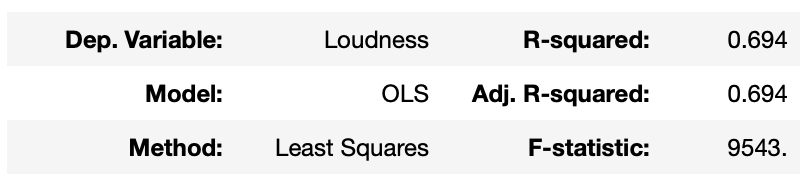 Dep. Variable: Loudness R-squared: 0.694
Model: OLS Adj. R-squared: 0.694
Method: Least Squares F-statistic: 9543.